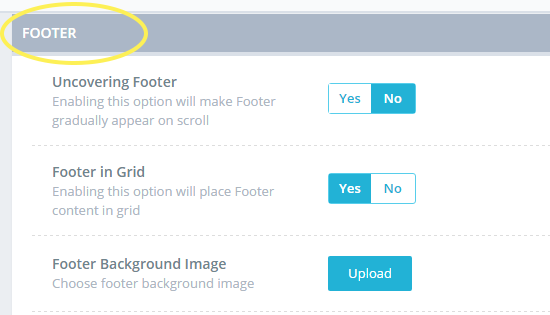 FOOTER
Uncovering Footer
Enabling this option will make Footer
gradually appear on scroll
Yes No
Footer in Grid
Enabling this option will place Footer
content in grid
Yes No
Footer Background Image
Choose footer background image
Upload